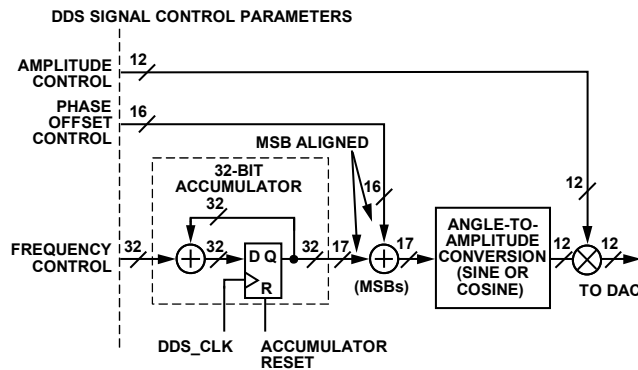 DDS SIGNAL CONTROL PARAMETERS
AMPLITUDE
CONTROL
12
PHASE
OFFSET
CONTROL
16
MSB ALIGNED
32-BIT
ACCUMULATOR
16
12
32
ANGLE-TO-
AMPLITUDE
CONVERSION
(SINE OR
COSINE)
FREQUENCY
CONTROL
32
32
D Q
R
32
17
17
(MSBs)
12
12
TO DAC
DDS_CLK
ACCUMULATOR
RESET